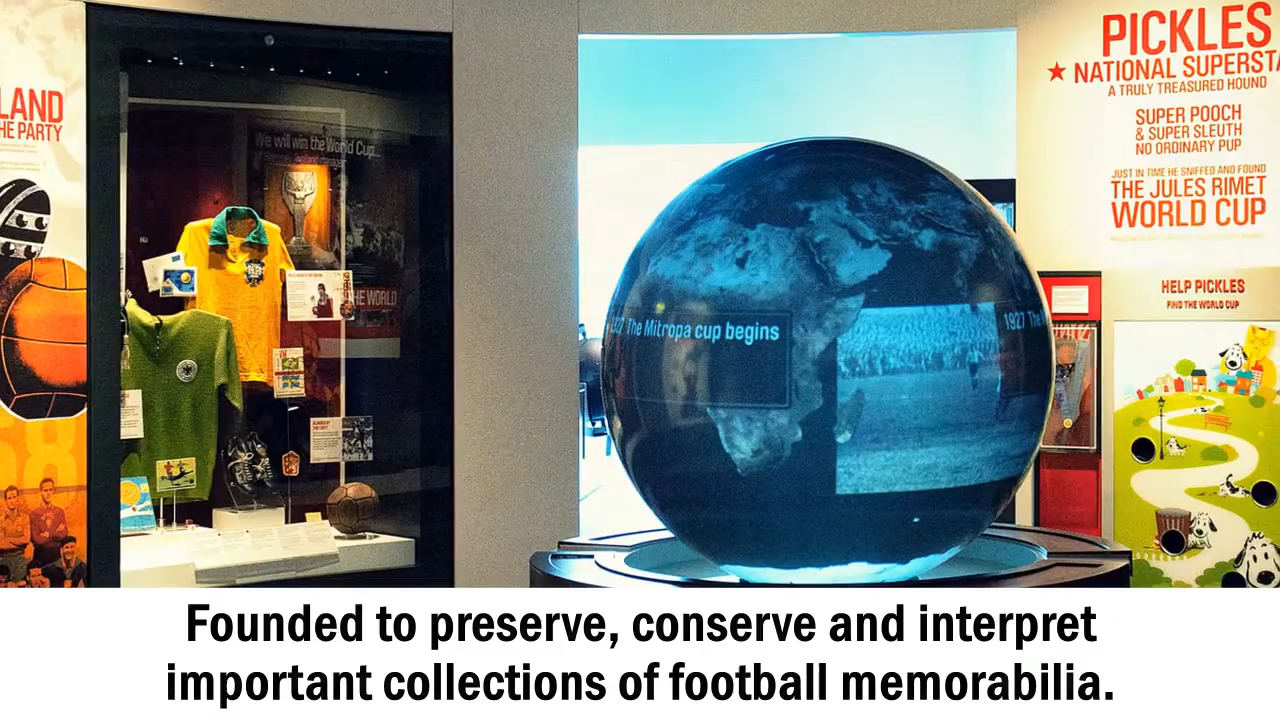 LAND
HE PARTY
We will win the World Cup...
THE WORLD
1927 The Mitropa cup begins
1927 The
PICKLES
★ NATIONAL SUPERSTA
A TRULY TREASURED HOUND
SUPER POOCH
& SUPER SLEUTH
NO ORDINARY PUP
JUST IN TIME HE SNIFFED AND FOUND
THE JULES RIMET
WORLD CUP
HELP PICKLES
FIND THE WORLD CUP
Founded to preserve, conserve and interpret
important collections of football memorabilia.